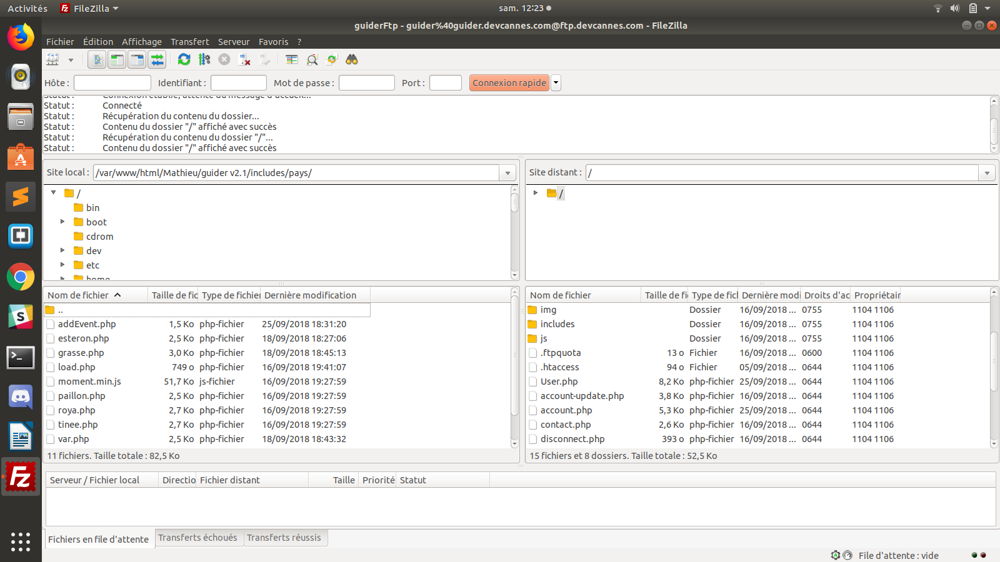 Activités FileZilla sam. 12:23
guiderFtp - guider%40guider.devcannes.com@ftp.devcannes.com - FileZilla
Fichier Édition Affichage Transfert Serveur Favoris ?
Hôte : Identifiant : Mot de passe : Port : Connexion rapide
Statut : Connexion établie, attente du message d'accueil...
Statut : Connecté
Statut : Récupération du contenu du dossier...
Statut : Contenu du dossier "/" affiché avec succès
Statut : Récupération du contenu du dossier "/"...
Statut : Contenu du dossier "/" affiché avec succès
Site local : /var/www/html/Mathieu/guider v2.1/includes/pays/
/
bin
boot
cdrom
dev
etc
home
Site distant : /
/
Nom de fichier Taille de fic Type de fichier Dernière modification
..
addEvent.php 1,5 Ko php-fichier 25/09/2018 18:31:20
esteron.php 2,5 Ko php-fichier 18/09/2018 18:27:06
grasse.php 3,0 Ko php-fichier 18/09/2018 18:45:13
load.php 749 o php-fichier 16/09/2018 19:41:07
moment.min.js 51,7 Ko js-fichier 16/09/2018 19:27:59
paillon.php 2,5 Ko php-fichier 16/09/2018 19:27:59
roya.php 2,7 Ko php-fichier 16/09/2018 19:27:59
tinee.php 2,7 Ko php-fichier 16/09/2018 19:27:59
var.php 2,5 Ko php-fichier 18/09/2018 18:43:32
11 fichiers. Taille totale : 82,5 Ko
Nom de fichier Taille de fi Type de fich Dernière modi Droits d'ac Propriétair
img Dossier 16/09/2018 ... 0755 1104 1106
includes Dossier 16/09/2018 ... 0755 1104 1106
js Dossier 16/09/2018 ... 0755 1104 1106
.ftpquota 13 o Fichier 16/09/2018 ... 0600 1104 1106
.htaccess 94 o Fichier 05/09/2018 ... 0644 1104 1106
User.php 8,2 Ko php-fichier 25/09/2018 ... 0644 1104 1106
account-update.php 3,8 Ko php-fichier 16/09/2018 ... 0644 1104 1106
account.php 5,3 Ko php-fichier 25/09/2018 ... 0644 1104 1106
contact.php 2,6 Ko php-fichier 16/09/2018 ... 0644 1104 1106
disconnect.php 393 o php-fichier 16/09/2018 ... 0644 1104 1106
15 fichiers et 8 dossiers. Taille totale : 52,5 Ko
Serveur / Fichier local Directio Fichier distant Taille Priorité Statut
Fichiers en file d'attente Transferts échoués Transferts réussis
File d'attente : vide